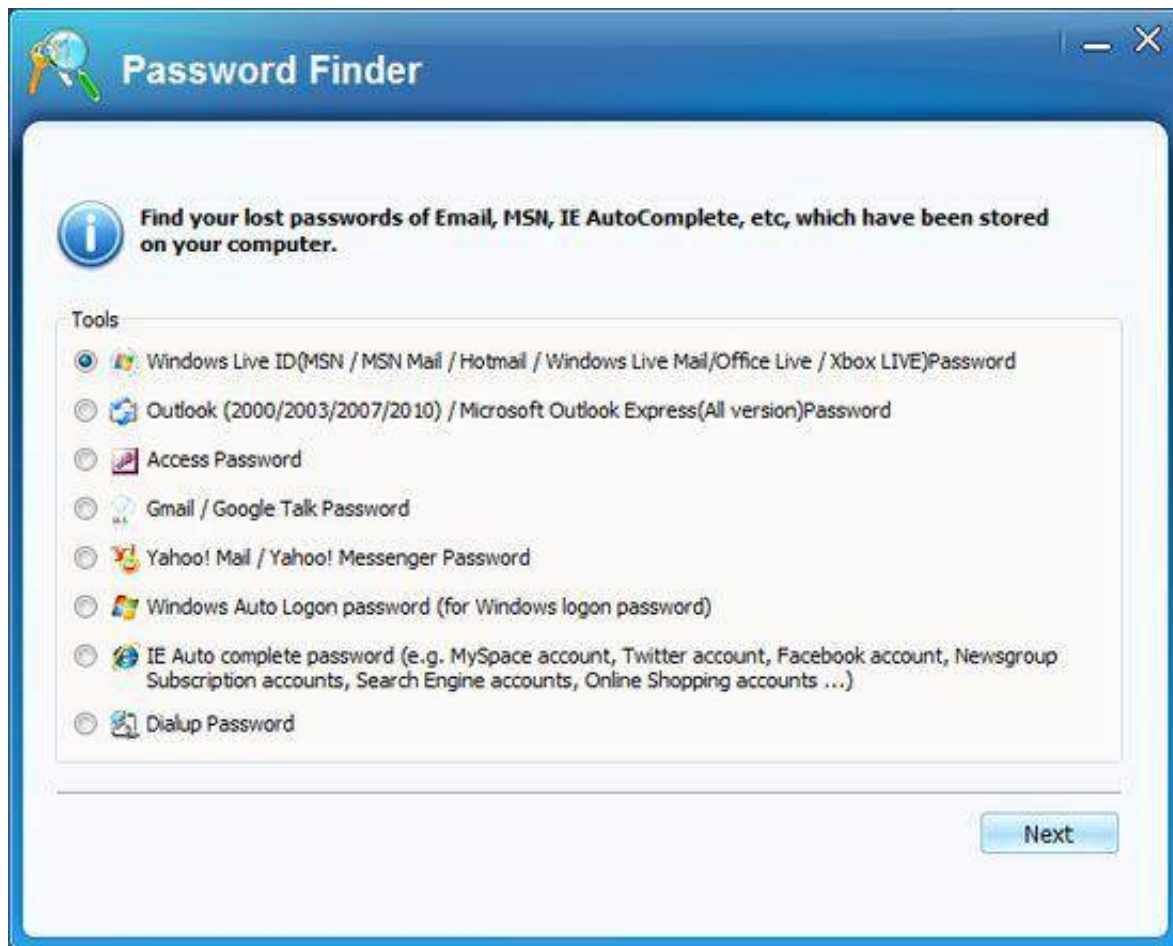 Password Finder
Find your lost passwords of Email, MSN, IE AutoComplete, etc, which have been stored
on your computer.
Tools
Windows Live ID(MSN / MSN Mail / Hotmail / Windows Live Mail/Office Live / Xbox LIVE)Password
Outlook (2000/2003/2007/2010) / Microsoft Outlook Express(All version)Password
Access Password
Gmail / Google Talk Password
Yahoo! Mail / Yahoo! Messenger Password
Windows Auto Logon password (for Windows logon password)
IE Auto complete password (e.g. MySpace account, Twitter account, Facebook account, Newsgroup
Subscription accounts, Search Engine accounts, Online Shopping accounts ...)
Dialup Password
Next